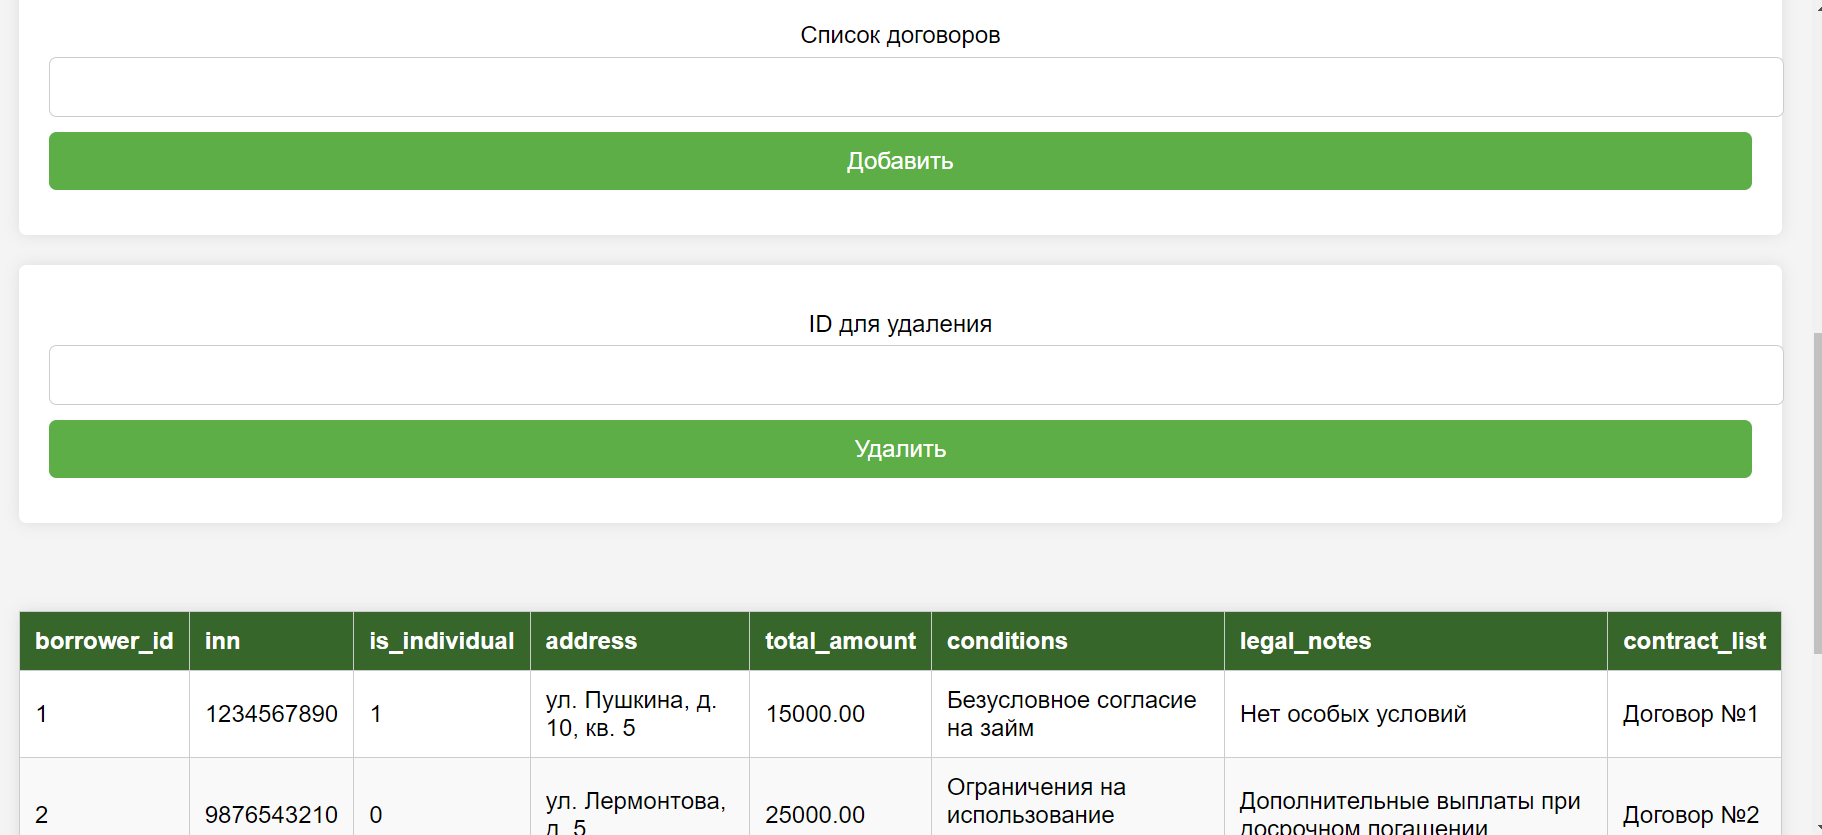 Список договоров
Добавить
ID для удаления
Удалить
borrower_id inn is_individual address total_amount conditions legal_notes contract_list
1 1234567890 1 ул. Пушкина, д. 10, кв. 5 15000.00 Безусловное согласие на займ Нет особых условий Договор №1
2 9876543210 0 ул. Лермонтова, д. 5 25000.00 Ограничения на использование Дополнительные выплаты при досрочном погашении Договор №2